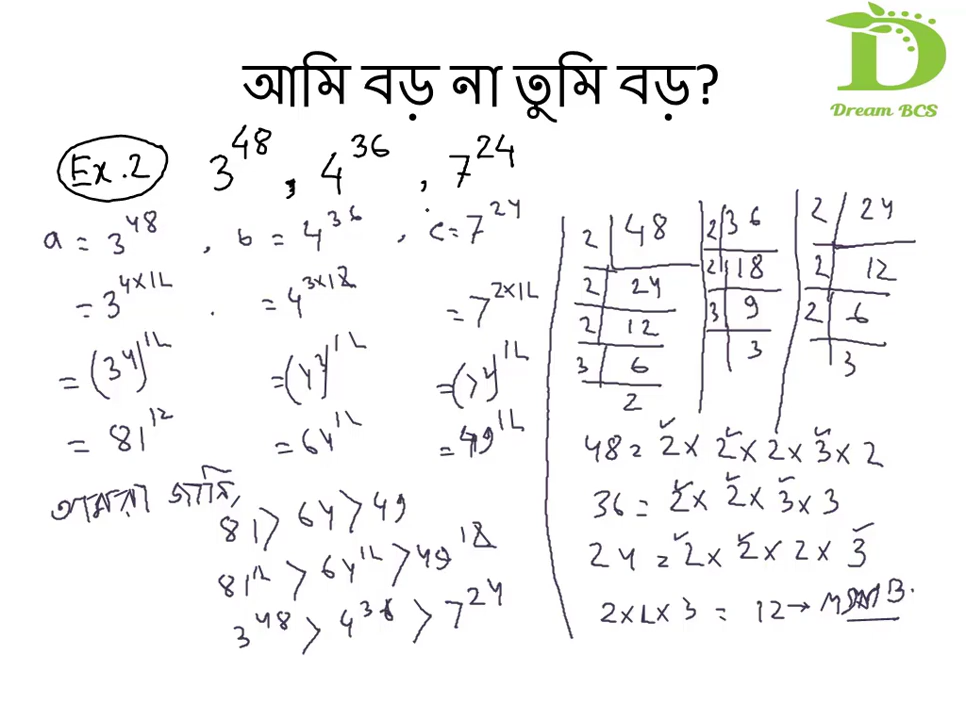 Dream BCS
আমি বড় না তুমি বড়?
Ex.2 3^48, 4^36, 7^24
a = 3^48, b = 4^36, c = 7^24
= 3^4×12 = 4^3×12 = 7^2×12
= (3^4)^12 = (4^3)^12 = (7^2)^12
= 81^12 = 64^12 = 49^12
আমরা জানি,
81 > 64 > 49
81^12 > 64^12 > 49^12
3^48 > 4^36 > 7^24
2 | 48
2 | 24
2 | 12
3 | 6
2
2 | 36
2 | 18
3 | 9
3
2 | 24
2 | 12
2 | 6
3
48 = 2 × 2 × 2 × 3 × 2
36 = 2 × 2 × 3 × 3
24 = 2 × 2 × 2 × 3
2 × 2 × 3 = 12 →